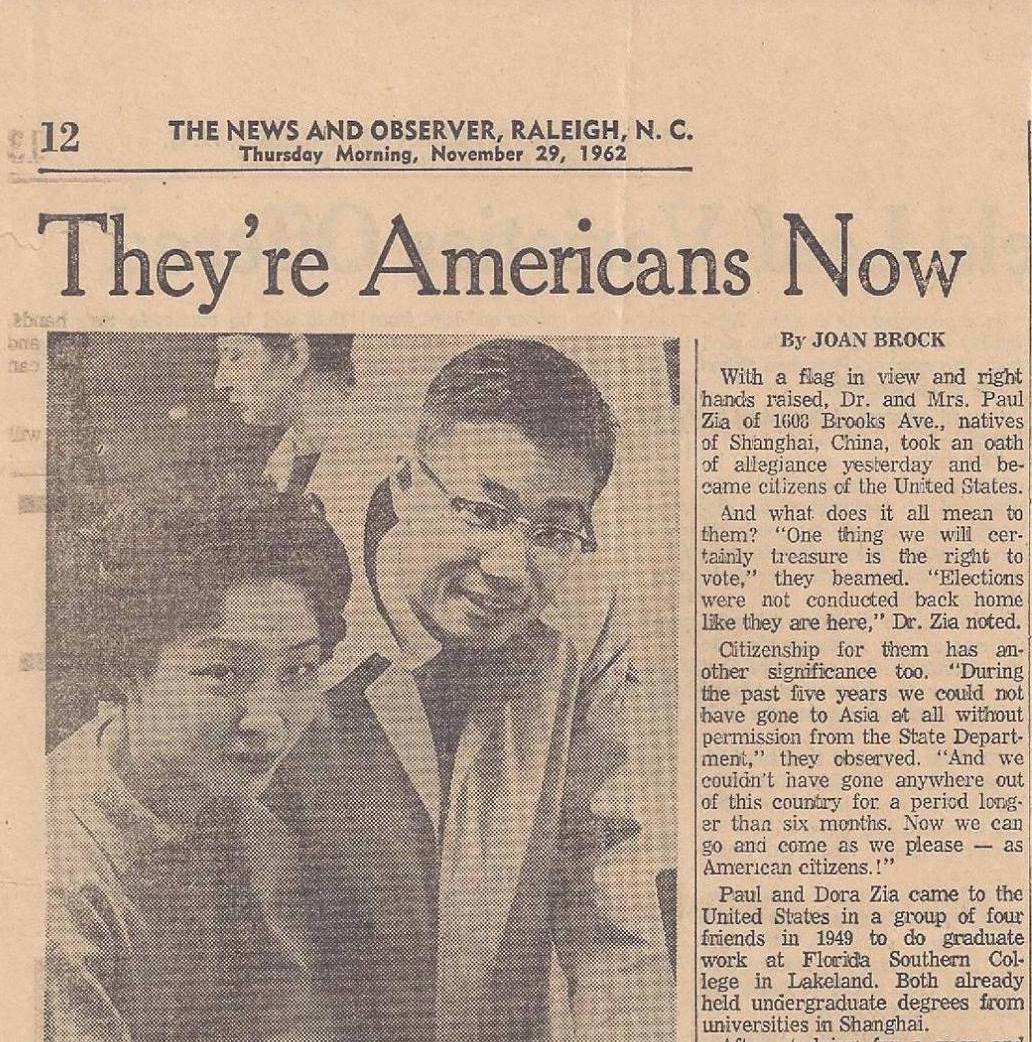 12
THE NEWS AND OBSERVER, RALEIGH, N. C.
Thursday Morning, November 29, 1962
They're Americans Now
By JOAN BROCK
With a flag in view and right
hands raised, Dr. and Mrs. Paul
Zia of 1608 Brooks Ave., natives
of Shanghai, China, took an oath
of allegiance yesterday and be-
came citizens of the United States.
And what does it all mean to
them? "One thing we will cer-
tainly treasure is the right to
vote," they beamed. "Elections
were not conducted back home
like they are here," Dr. Zia noted.
Citizenship for them has an-
other significance too. "During
the past five years we could not
have gone to Asia at all without
permission from the State Depart-
ment," they observed. "And we
couldn't have gone anywhere out
of this country for a period long-
er than six months. Now we can
go and come as we please — as
American citizens.!"
Paul and Dora Zia came to the
United States in a group of four
friends in 1949 to do graduate
work at Florida Southern Col-
lege in Lakeland. Both already
held undergraduate degrees from
universities in Shanghai.